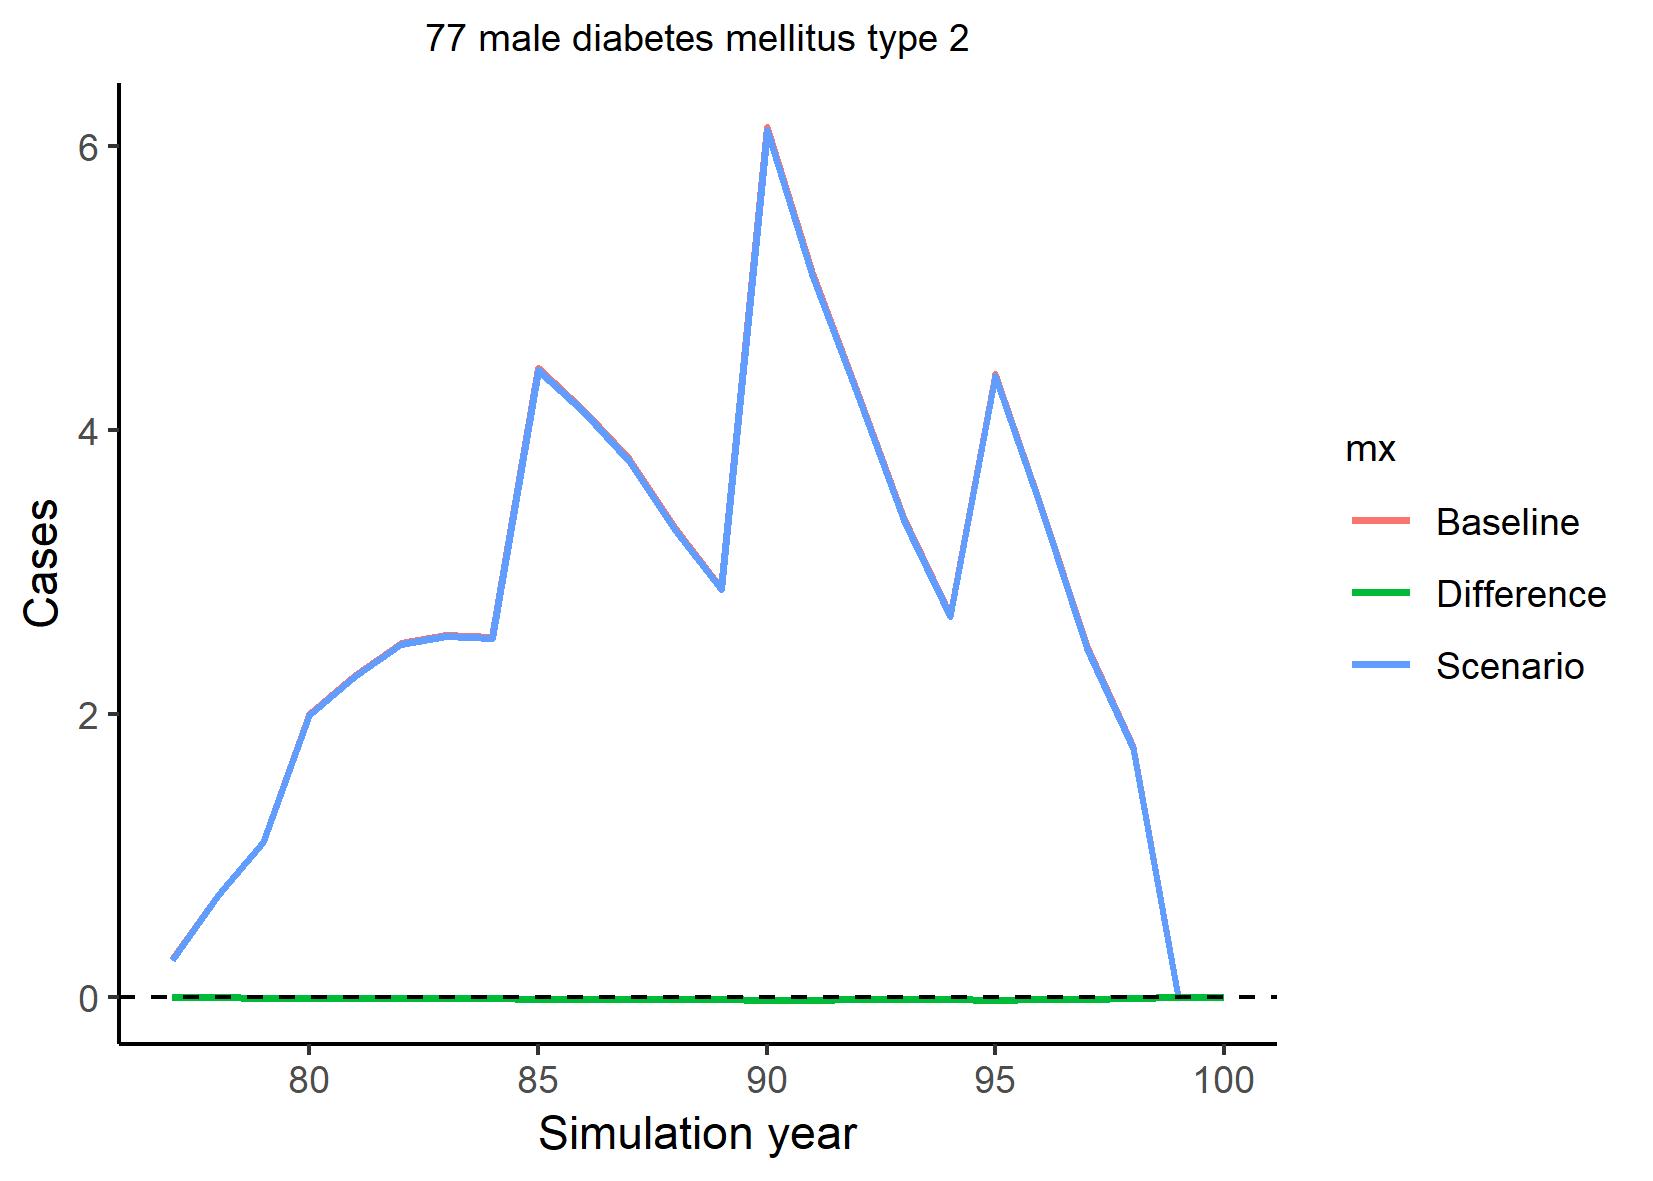 77 male diabetes mellitus type 2
6
4
2
0
Cases
80 85 90 95 100
Simulation year
mx
Baseline
Difference
Scenario